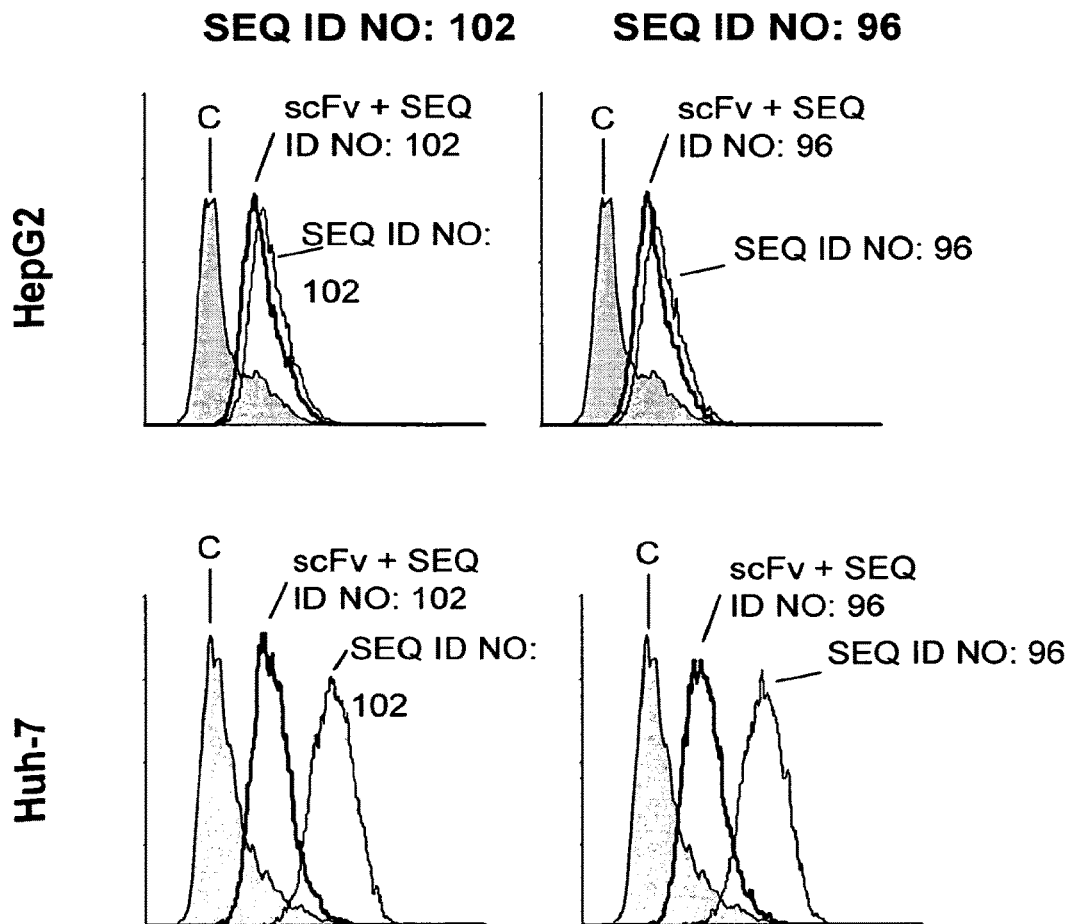 SEQ ID NO: 102
SEQ ID NO: 96
HepG2
C
scFv + SEQ
ID NO: 102
SEQ ID NO:
102
C
scFv + SEQ
ID NO: 96
SEQ ID NO: 96
Huh-7
C
scFv + SEQ
ID NO: 102
SEQ ID NO:
102
C
scFv + SEQ
ID NO: 96
SEQ ID NO: 96